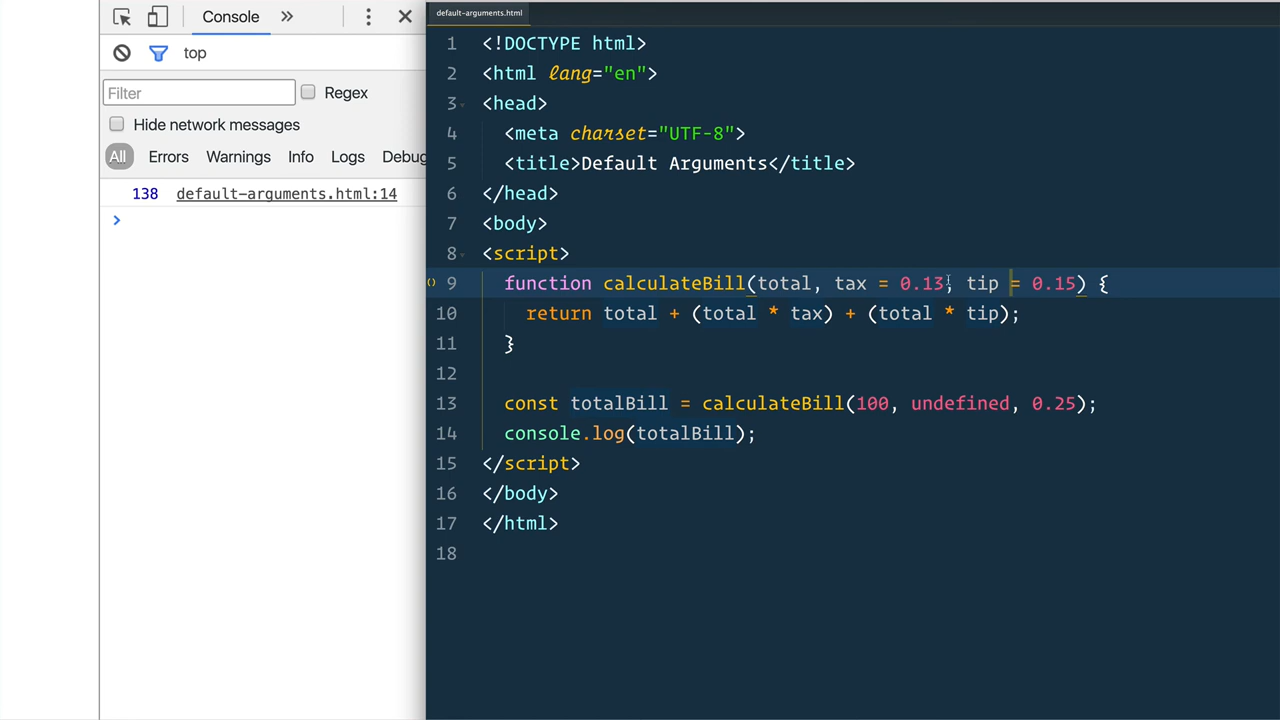 Console »
top
Filter
Regex
Hide network messages
All Errors Warnings Info Logs Debug
138 default-arguments.html:14
>
default-arguments.html
1 <!DOCTYPE html>
2 <html lang="en">
3 <head>
4 <meta charset="UTF-8">
5 <title>Default Arguments</title>
6 </head>
7 <body>
8 <script>
9 function calculateBill(total, tax = 0.13, tip = 0.15) {
10 return total + (total * tax) + (total * tip);
11 }
12
13 const totalBill = calculateBill(100, undefined, 0.25);
14 console.log(totalBill);
15 </script>
16 </body>
17 </html>
18